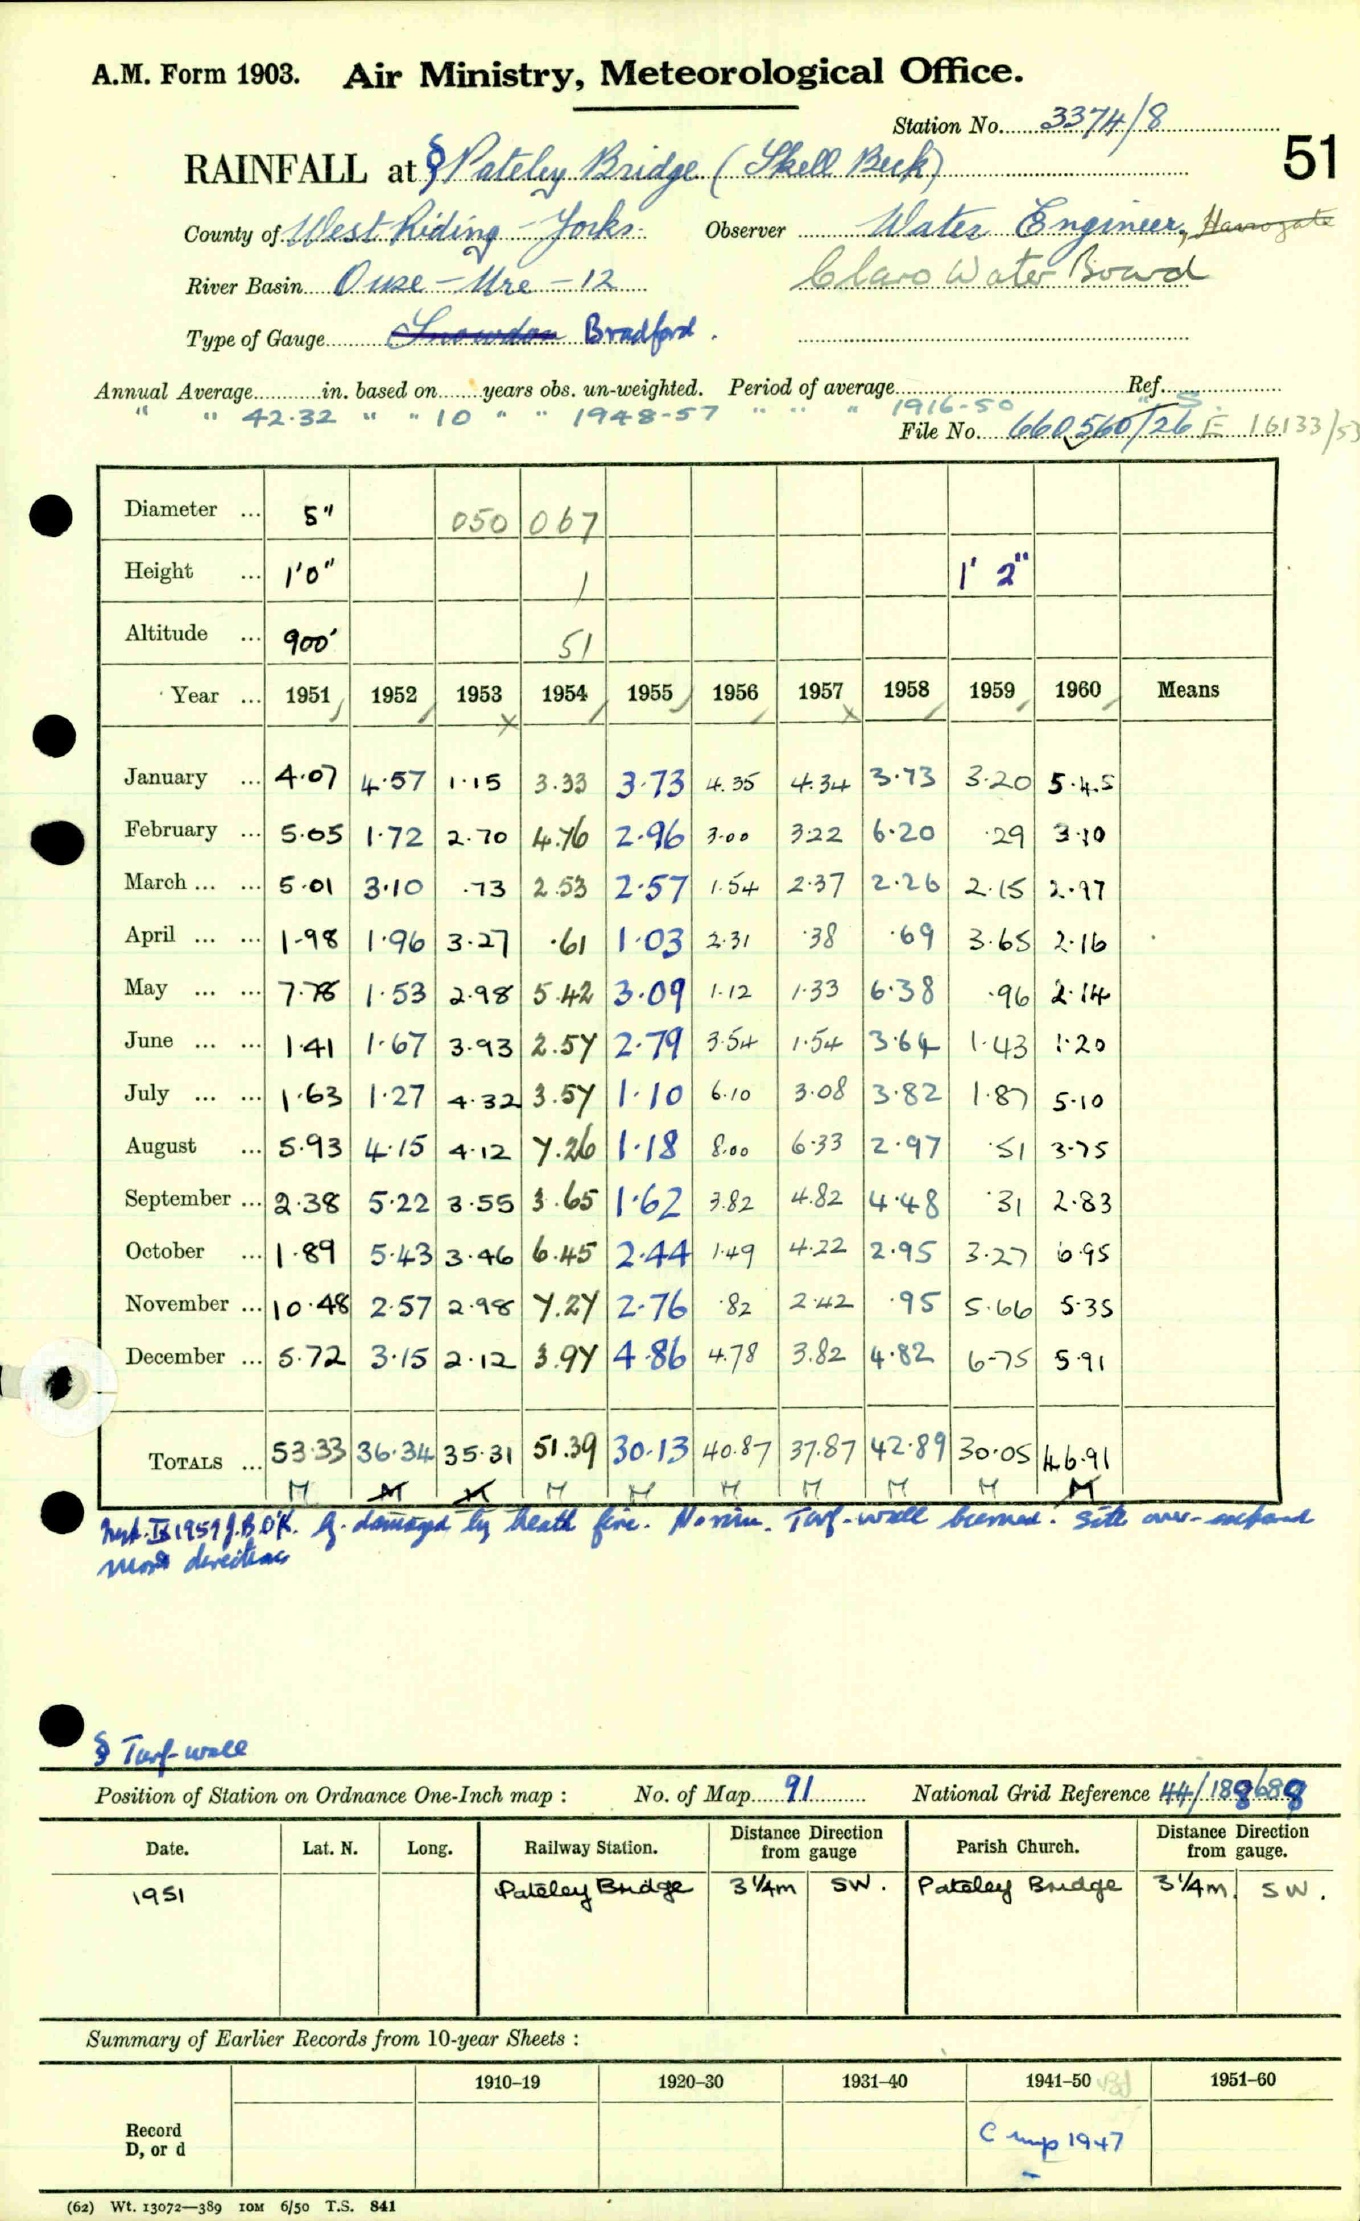 A.M. Form 1903. Air Ministry, Meteorological Office.
Station No. 3374/8
51
RAINFALL at § Pateley Bridge (Skell Beck)
County of West Riding - Yorks. Observer Water Engineer, Harrogate
River Basin Ouse - Ure - 12 Claro Water Board
Type of Gauge Snowdon Bradford.
Annual Average in. based on years obs. un-weighted. Period of average Ref.
" " 42.32 " " 10 " " 1948-57 " " " 1916-50 " S.
File No. 660560/26 E 16133/53
Diameter ... 5" 050 067
Height ... 1'0" 1 1' 2"
Altitude ... 900' 51
Year ... 1951 1952 1953 1954 1955 1956 1957 1958 1959 1960 Means
January ... 4.07 4.57 1.15 3.33 3.73 4.35 4.34 3.73 3.20 5.45
February ... 5.05 1.72 2.70 4.76 2.96 3.00 3.22 6.20 .29 3.10
March ... ... 5.01 3.10 .73 2.53 2.57 1.54 2.37 2.26 2.15 2.97
April ... ... 1.98 1.96 3.27 .61 1.03 2.31 .38 .69 3.65 2.16
May ... ... 7.78 1.53 2.98 5.42 3.09 1.12 1.33 6.38 .96 2.14
June ... ... 1.41 1.67 3.93 2.57 2.79 3.54 1.54 3.64 1.43 1.20
July ... ... 1.63 1.27 4.32 3.57 1.10 6.10 3.08 3.82 1.87 5.10
August ... 5.93 4.15 4.12 7.26 1.18 8.00 6.33 2.97 .51 3.75
September ... 2.38 5.22 3.55 3.65 1.62 3.82 4.82 4.48 .31 2.83
October ... 1.89 5.43 3.46 6.45 2.44 1.49 4.22 2.95 3.27 6.95
November ... 10.48 2.57 2.98 7.27 2.76 .82 2.42 .95 5.66 5.35
December ... 5.72 3.15 2.12 3.97 4.86 4.78 3.82 4.82 6.75 5.91
TOTALS ... 53.33 36.34 35.31 51.39 30.13 40.87 37.87 42.89 30.05 46.91
M M M M M M M M M M
IX 1959 J.B.O'K. G. damaged by heath fire. No rim. Turf-wall burned. Site over-exposed
most directions
§ Turf-wall
Position of Station on Ordnance One-Inch map : No. of Map 91 National Grid Reference 44/188688
Date. Lat. N. Long. Railway Station. Distance Direction from gauge Parish Church. Distance Direction from gauge.
1951 Pateley Bridge 3¼m SW. Pateley Bridge 3¼m. SW.
Summary of Earlier Records from 10-year Sheets :
1910–19 1920–30 1931–40 1941–50 1951–60
Record
D, or d
C 1947
(62) Wt. 13072—389 10M 6/50 T.S. 841